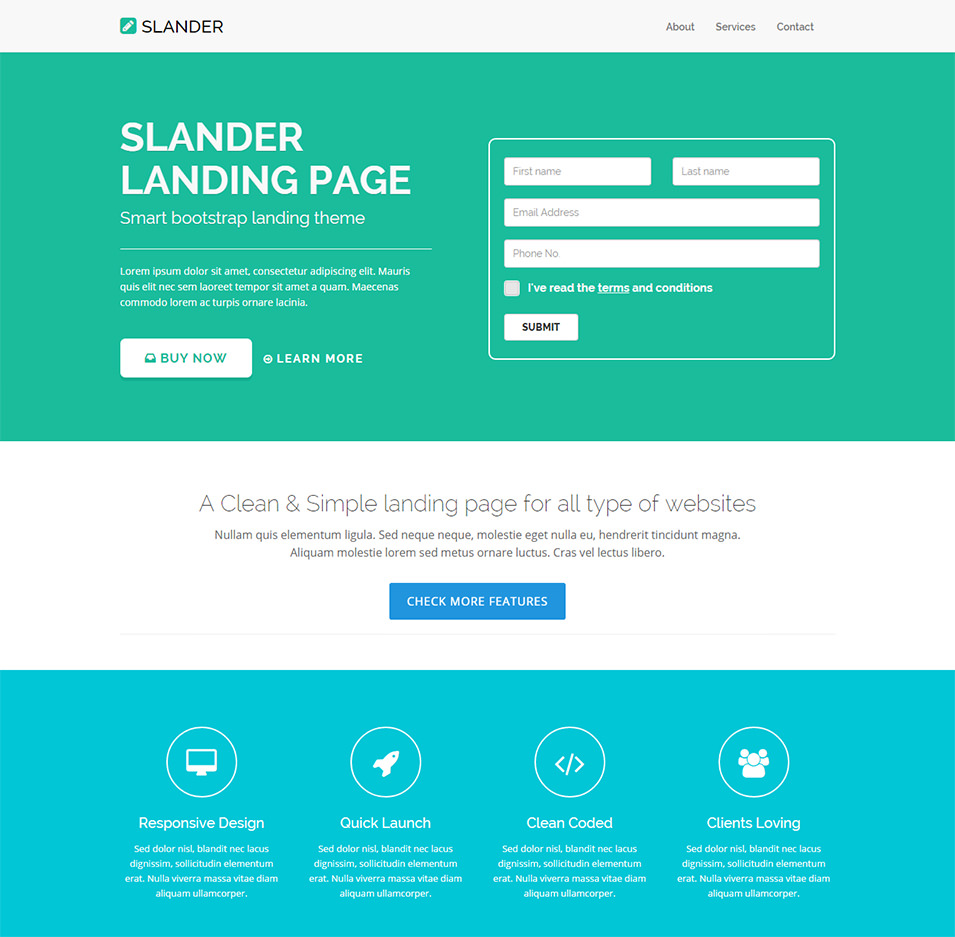 SLANDER
About Services Contact
SLANDER
LANDING PAGE
Smart bootstrap landing theme
Lorem ipsum dolor sit amet, consectetur adipiscing elit. Mauris
quis elit nec sem laoreet tempor sit amet a quam. Maecenas
commodo lorem ac turpis ornare lacinia.
BUY NOW LEARN MORE
First name Last name
Email Address
Phone No.
I've read the terms and conditions
SUBMIT
A Clean & Simple landing page for all type of websites
Nullam quis elementum ligula. Sed neque neque, molestie eget nulla eu, hendrerit tincidunt magna.
Aliquam molestie lorem sed metus ornare luctus. Cras vel lectus libero.
CHECK MORE FEATURES
Responsive Design
Sed dolor nisl, blandit nec lacus
dignissim, sollicitudin elementum
erat. Nulla viverra massa vitae diam
aliquam ullamcorper.
Quick Launch
Sed dolor nisl, blandit nec lacus
dignissim, sollicitudin elementum
erat. Nulla viverra massa vitae diam
aliquam ullamcorper.
Clean Coded
Sed dolor nisl, blandit nec lacus
dignissim, sollicitudin elementum
erat. Nulla viverra massa vitae diam
aliquam ullamcorper.
Clients Loving
Sed dolor nisl, blandit nec lacus
dignissim, sollicitudin elementum
erat. Nulla viverra massa vitae diam
aliquam ullamcorper.